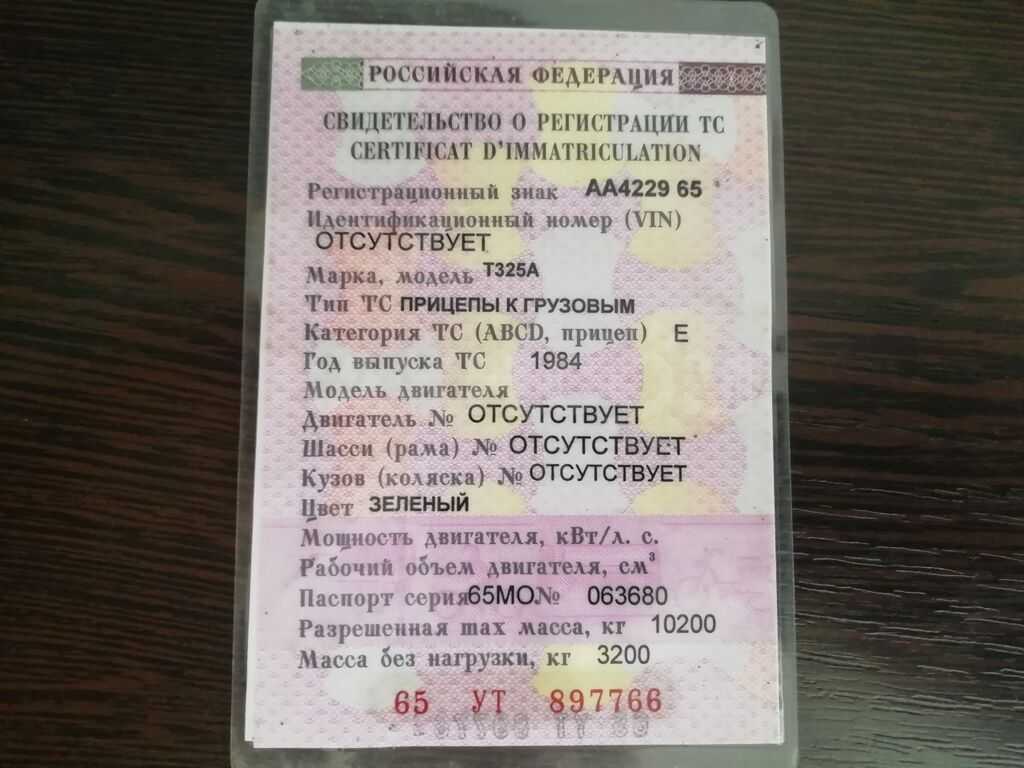 РОССИЙСКАЯ ФЕДЕРАЦИЯ
СВИДЕТЕЛЬСТВО О РЕГИСТРАЦИИ ТС
CERTIFICAT D'IMMATRICULATION
Регистрационный знак АА4229 65
Идентификационный номер (VIN)
ОТСУТСТВУЕТ
Марка, модель Т325А
Тип ТС ПРИЦЕПЫ К ГРУЗОВЫМ
Категория ТС (ABCD, прицеп) Е
Год выпуска ТС 1984
Модель двигателя
Двигатель № ОТСУТСТВУЕТ
Шасси (рама) № ОТСУТСТВУЕТ
Кузов (коляска) № ОТСУТСТВУЕТ
Цвет ЗЕЛЕНЫЙ
Мощность двигателя, кВт/л. с.
Рабочий объем двигателя, см³
Паспорт серия 65МО № 063680
Разрешенная max масса, кг 10200
Масса без нагрузки, кг 3200
65 УТ 897766